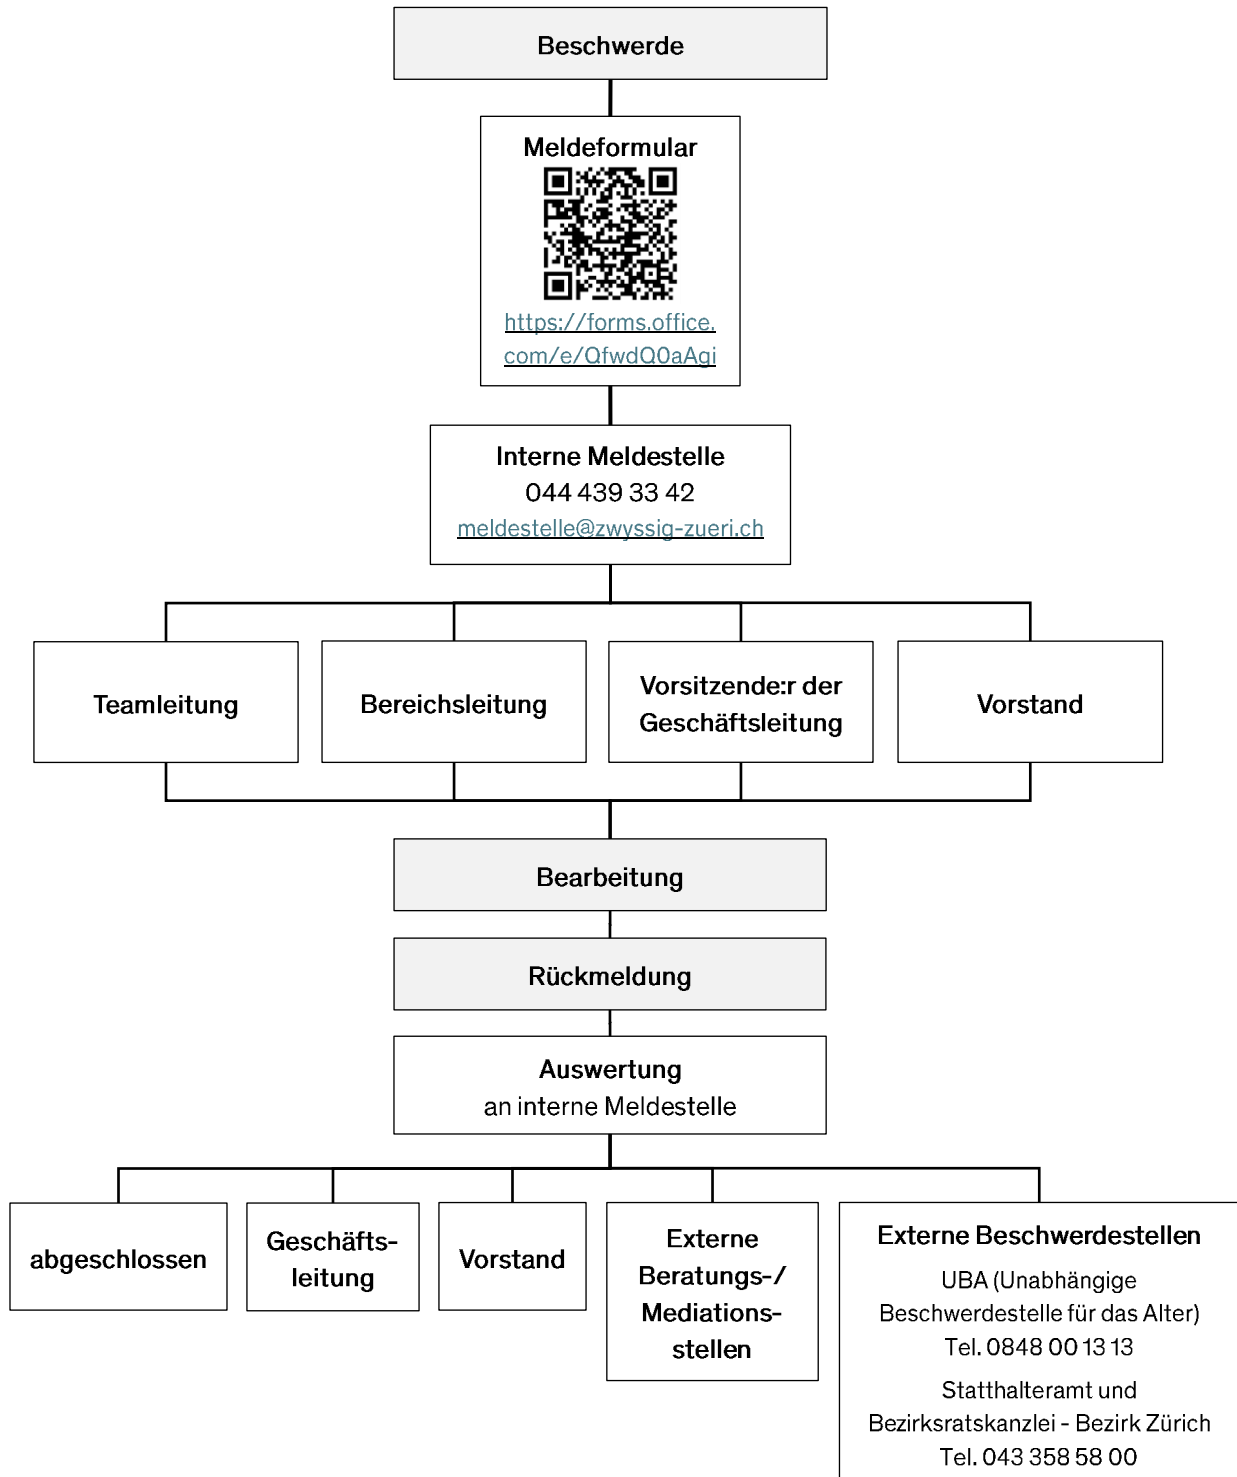 Beschwerde
Meldeformular
https://forms.office.
com/e/QfwdQ0aAgi
Interne Meldestelle
044 439 33 42
meldestelle@zwyssig-zueri.ch
Teamleitung
Bereichsleitung
Vorsitzende:r der
Geschäftsleitung
Vorstand
Bearbeitung
Rückmeldung
Auswertung
an interne Meldestelle
abgeschlossen
Geschäfts-
leitung
Vorstand
Externe
Beratungs-/
Mediations-
stellen
Externe Beschwerdestellen
UBA (Unabhängige
Beschwerdestelle für das Alter)
Tel. 0848 00 13 13
Statthalteramt und
Bezirksratskanzlei - Bezirk Zürich
Tel. 043 358 58 00